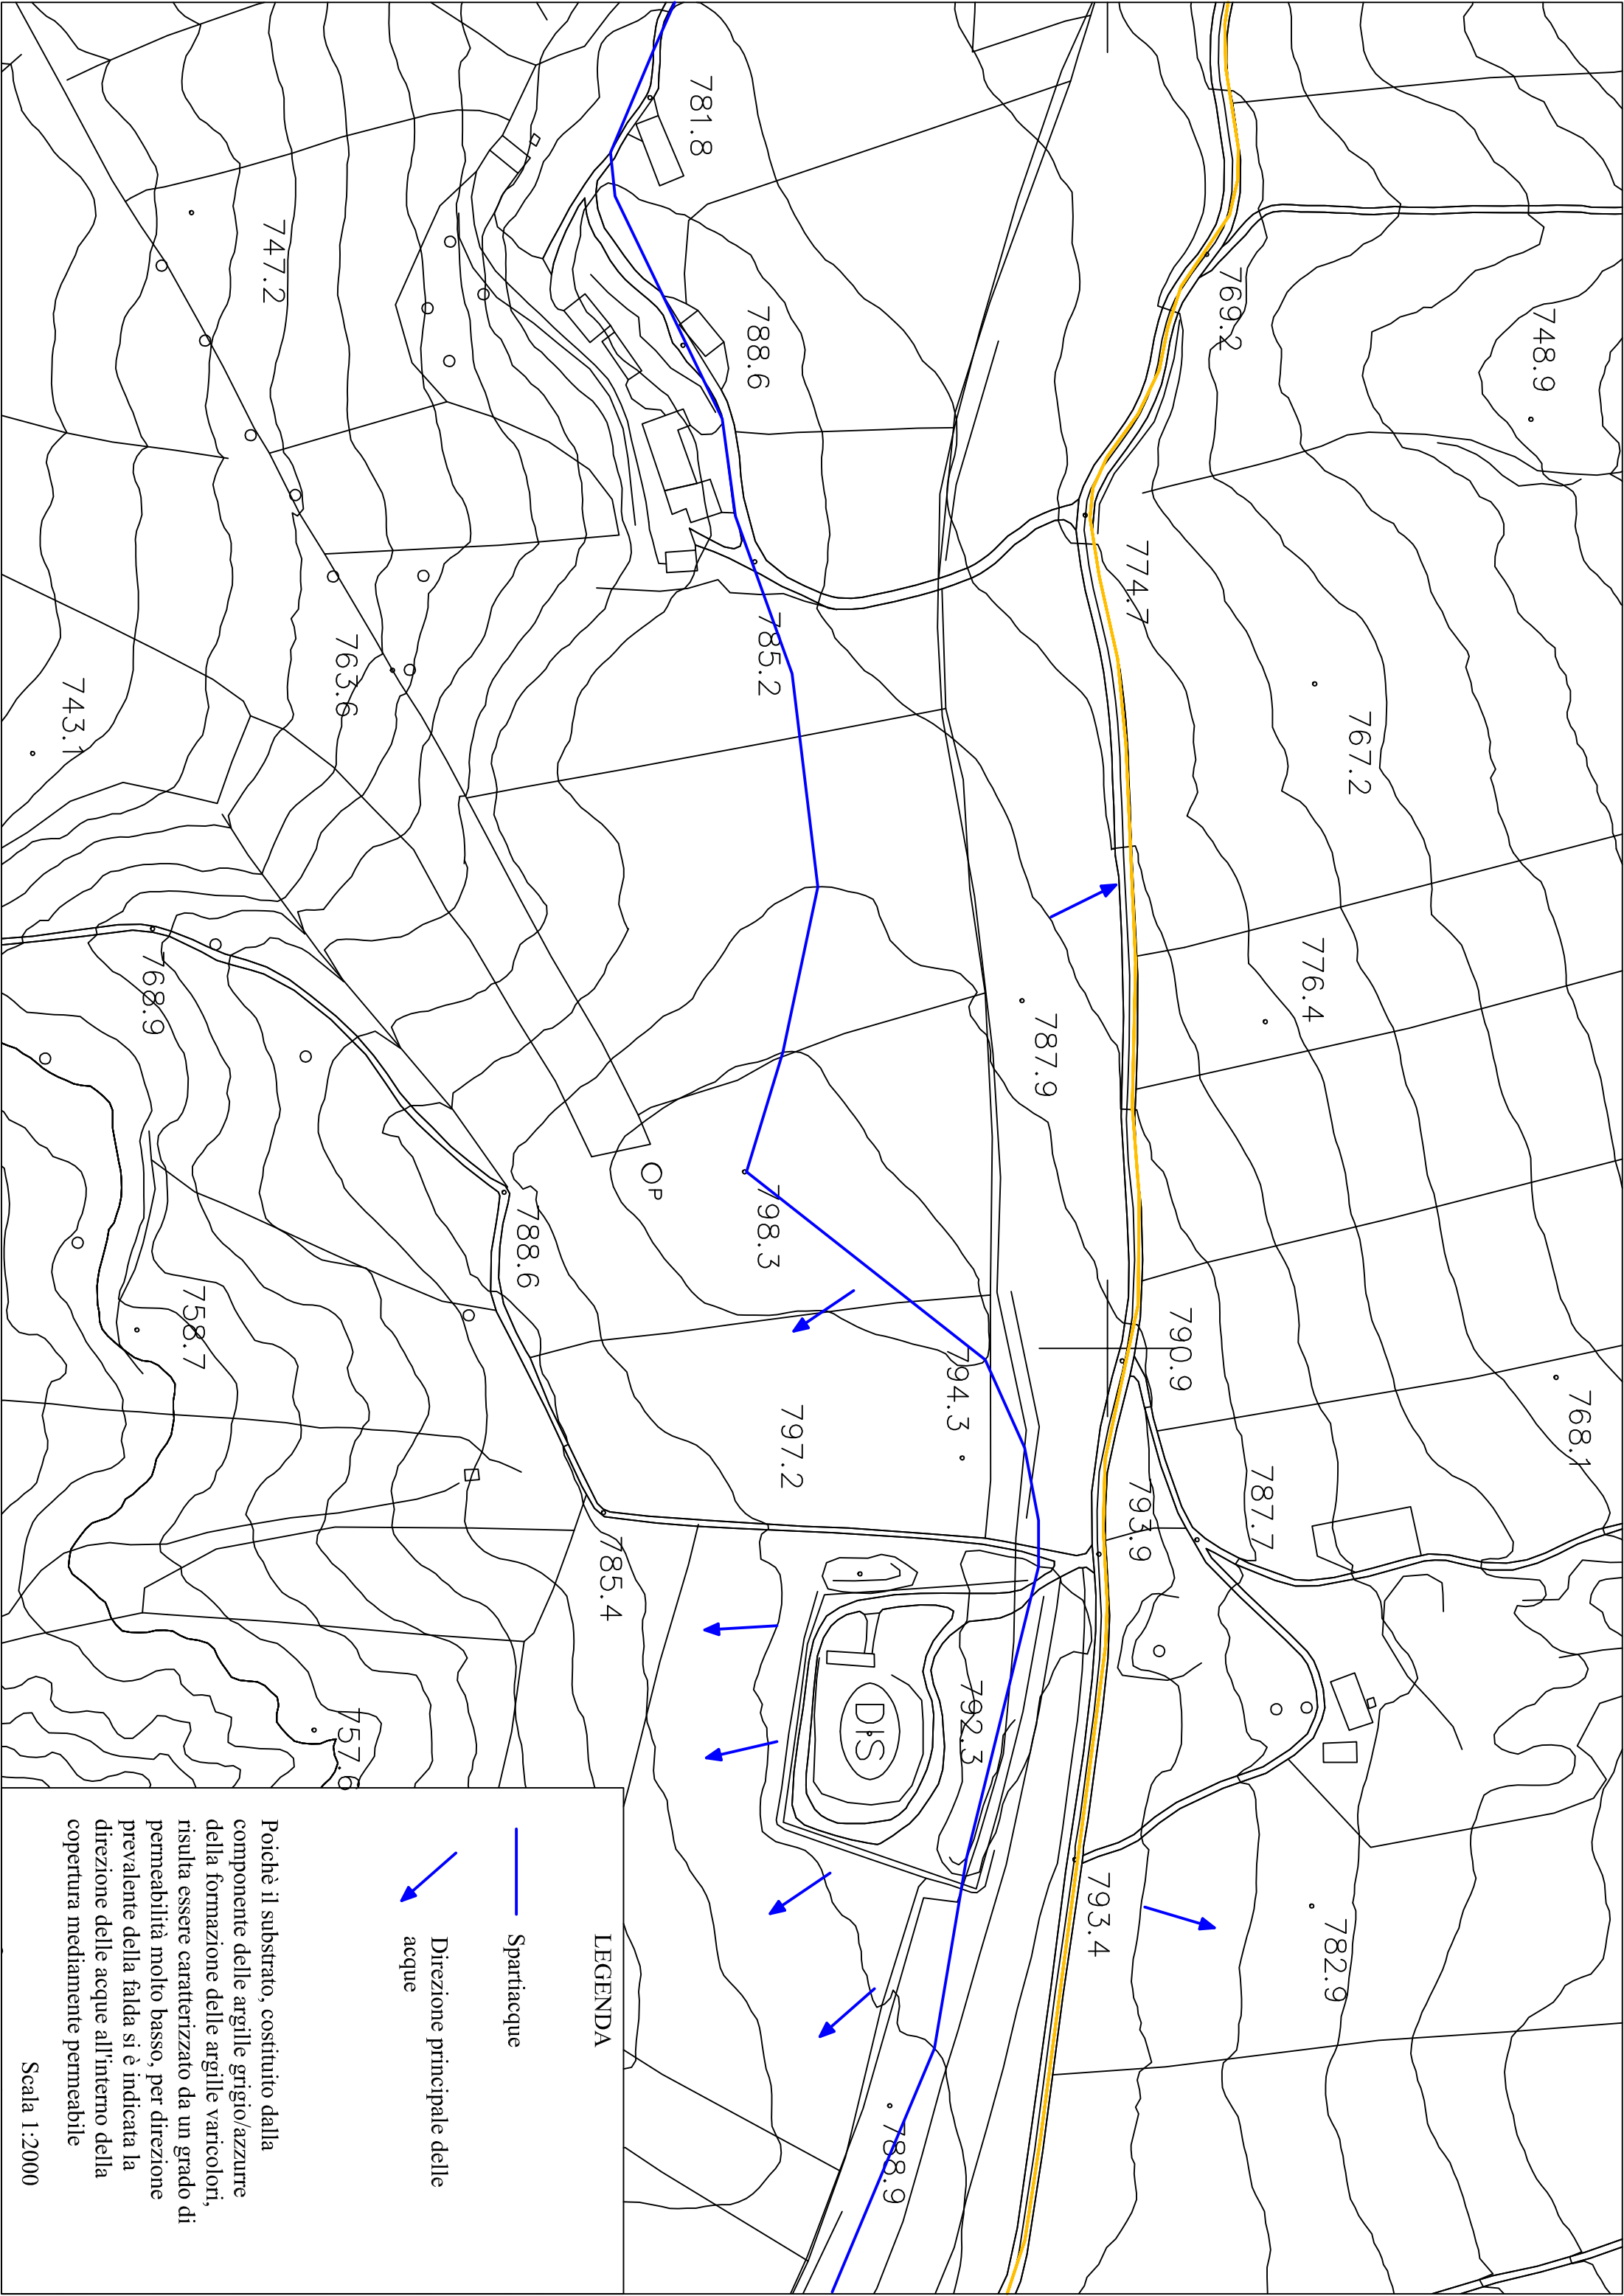 748.9
768.1
767.2
776.4
782.9
769.2
787.7
790.9
774.7
793.9
793.4
787.9
794.3
792.3
788.9
DIS
797.2
788.6
785.2
798.3
781.8
P
785.4
788.6
763.6
757.6
747.2
758.7
768.9
743.1
LEGENDA
Spartiacque
Direzione principale delle
acque
Poichè il substrato, costituito dalla
componente delle argille grigio/azzurre
della formazione delle argille varicolori,
risulta essere caratterizzato da un grado di
permeabilità molto basso, per direzione
prevalente della falda si è indicata la
direzione delle acque all'interno della
copertura mediamente permeabile
Scala 1:2000